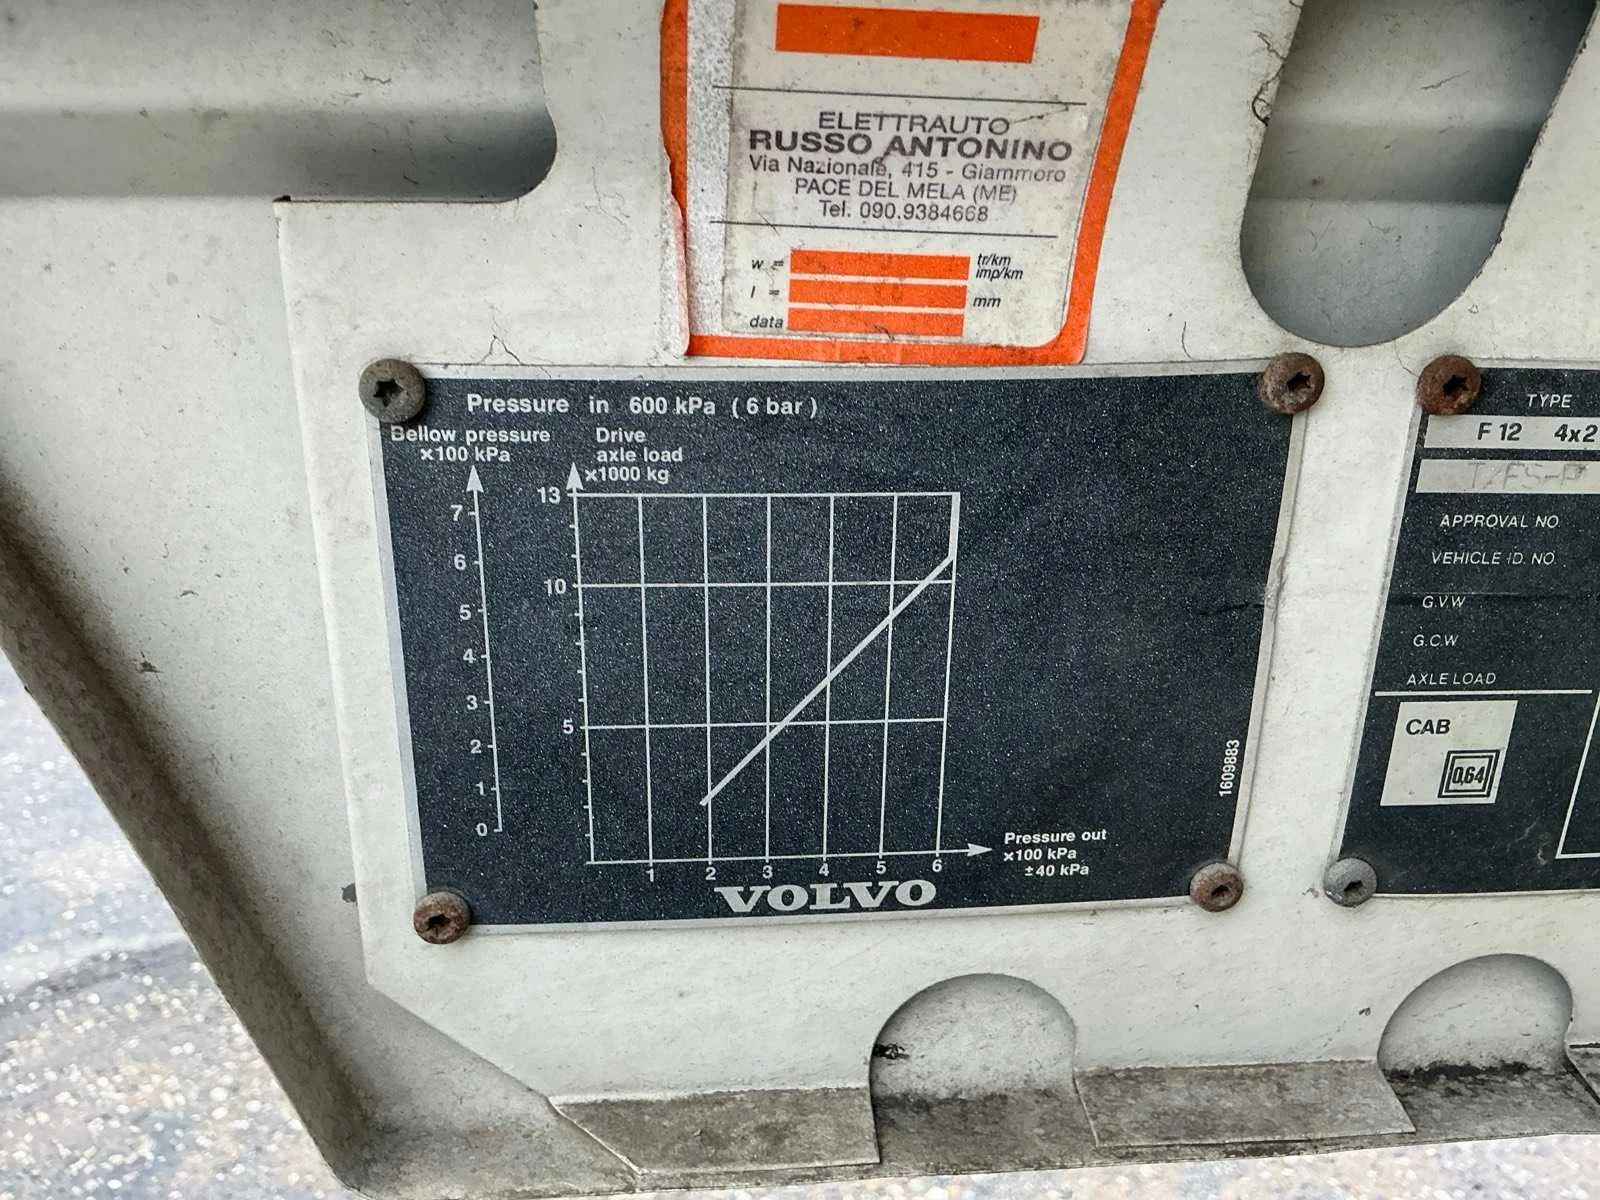 ELETTRAUTO
RUSSO ANTONINO
Via Nazionale, 415 - Giammoro
PACE DEL MELA (ME)
Tel. 090.9384668
w = tr/km
imp/km
l = mm
data
Pressure in 600 kPa (6 bar)
Bellow pressure
x100 kPa
Drive
axle load
x1000 kg
13
10
5
7
6
5
4
3
2
1
0
1 2 3 4 5 6
Pressure out
x100 kPa
±40 kPa
VOLVO
1609883
TYPE
F 12 4x2
APPROVAL NO
VEHICLE ID. NO.
G.V.W
G.C.W
AXLE LOAD
CAB
0,64